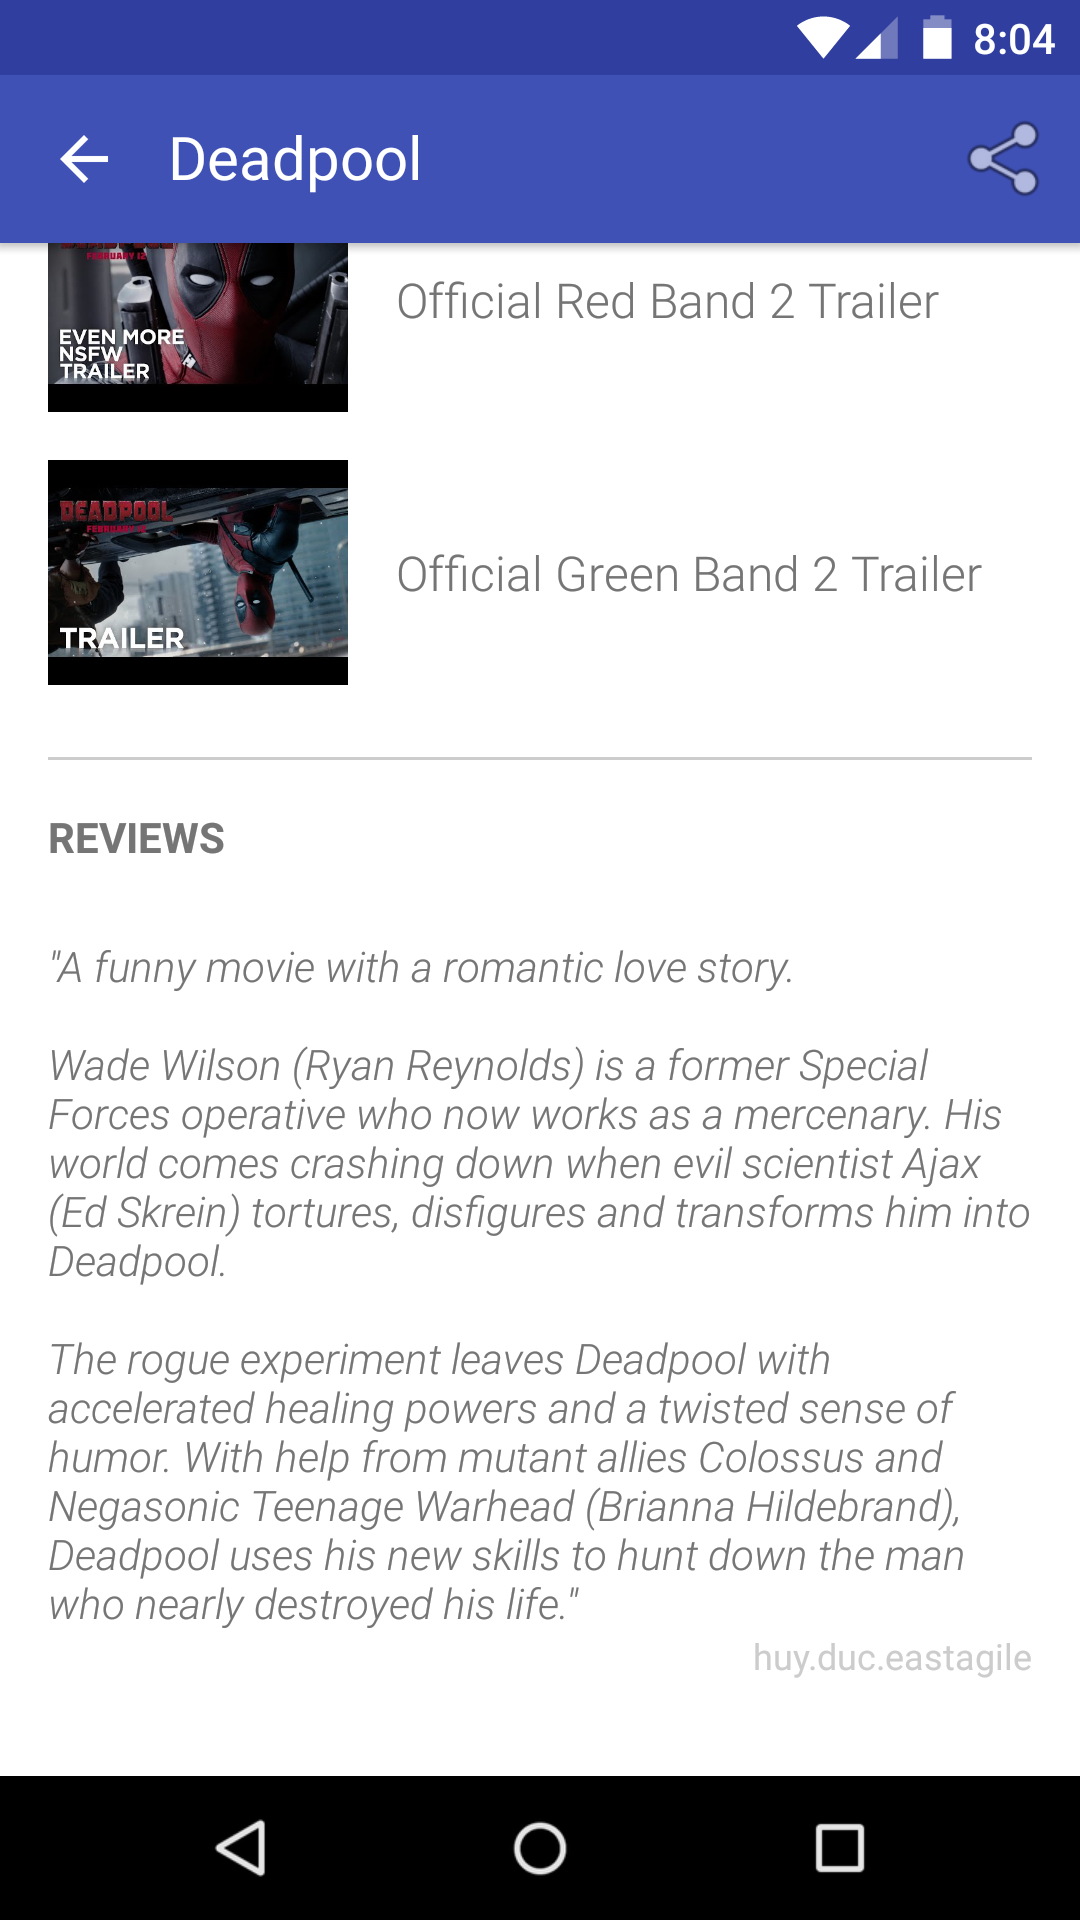 8:04
Deadpool
DEADPOOL
FEBRUARY 12
EVEN MORE
NSFW
TRAILER
Official Red Band 2 Trailer
DEADPOOL
FEBRUARY 12
TRAILER
Official Green Band 2 Trailer
REVIEWS
"A funny movie with a romantic love story.
Wade Wilson (Ryan Reynolds) is a former Special
Forces operative who now works as a mercenary. His
world comes crashing down when evil scientist Ajax
(Ed Skrein) tortures, disfigures and transforms him into
Deadpool.
The rogue experiment leaves Deadpool with
accelerated healing powers and a twisted sense of
humor. With help from mutant allies Colossus and
Negasonic Teenage Warhead (Brianna Hildebrand),
Deadpool uses his new skills to hunt down the man
who nearly destroyed his life."
huy.duc.eastagile